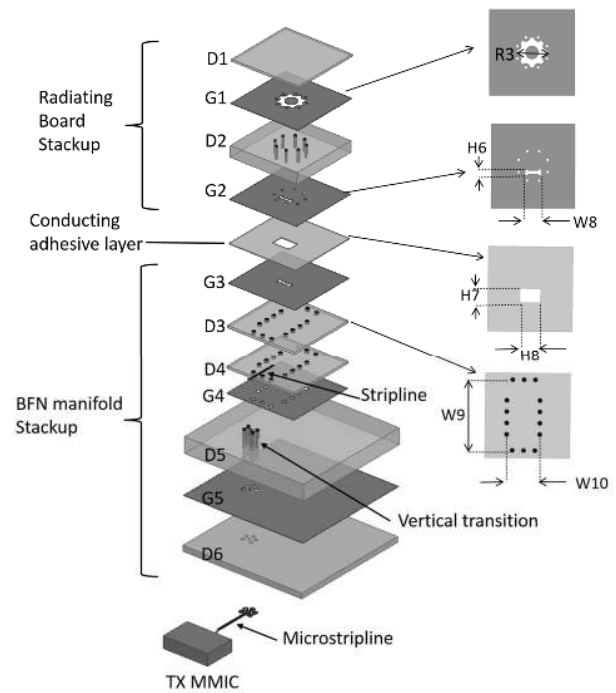 D1
G1
D2
G2
Radiating
Board
Stackup
Conducting
adhesive layer
G3
D3
D4
G4
Stripline
BFN manifold
Stackup
D5
G5
Vertical transition
D6
Microstripline
TX MMIC
R3
H6
W8
H7
H8
W9
W10